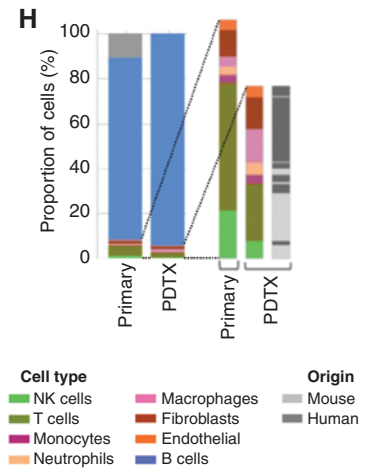 H
Proportion of cells (%)
100
80
60
40
20
0
Primary
PDTX
Primary
PDTX
Cell type
NK cells
T cells
Monocytes
Neutrophils
Macrophages
Fibroblasts
Endothelial
B cells
Origin
Mouse
Human